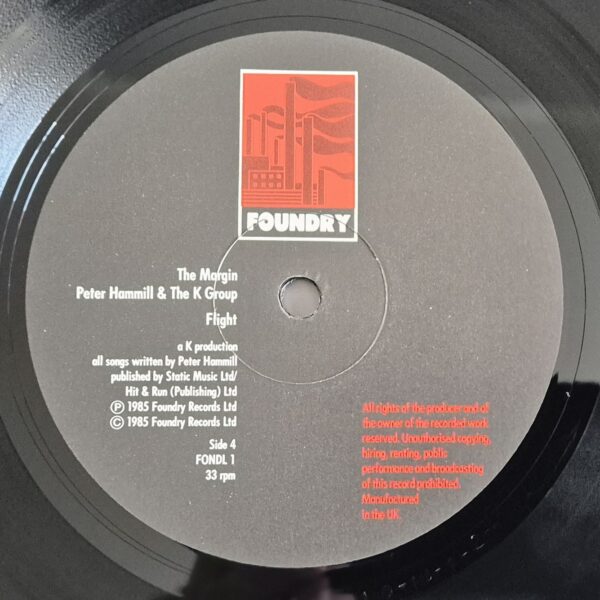 FOUNDRY
The Margin
Peter Hammill & The K Group
Flight
a K production
all songs written by Peter Hammill
published by Static Music Ltd/
Hit & Run (Publishing) Ltd
Ⓟ 1985 Foundry Records Ltd
© 1985 Foundry Records Ltd
Side 4
FONDL 1
33 rpm
All rights of the producer and of
the owner of the recorded work
reserved. Unauthorised copying,
hiring, renting, public
performance and broadcasting
of this record prohibited.
Manufactured
in the UK.